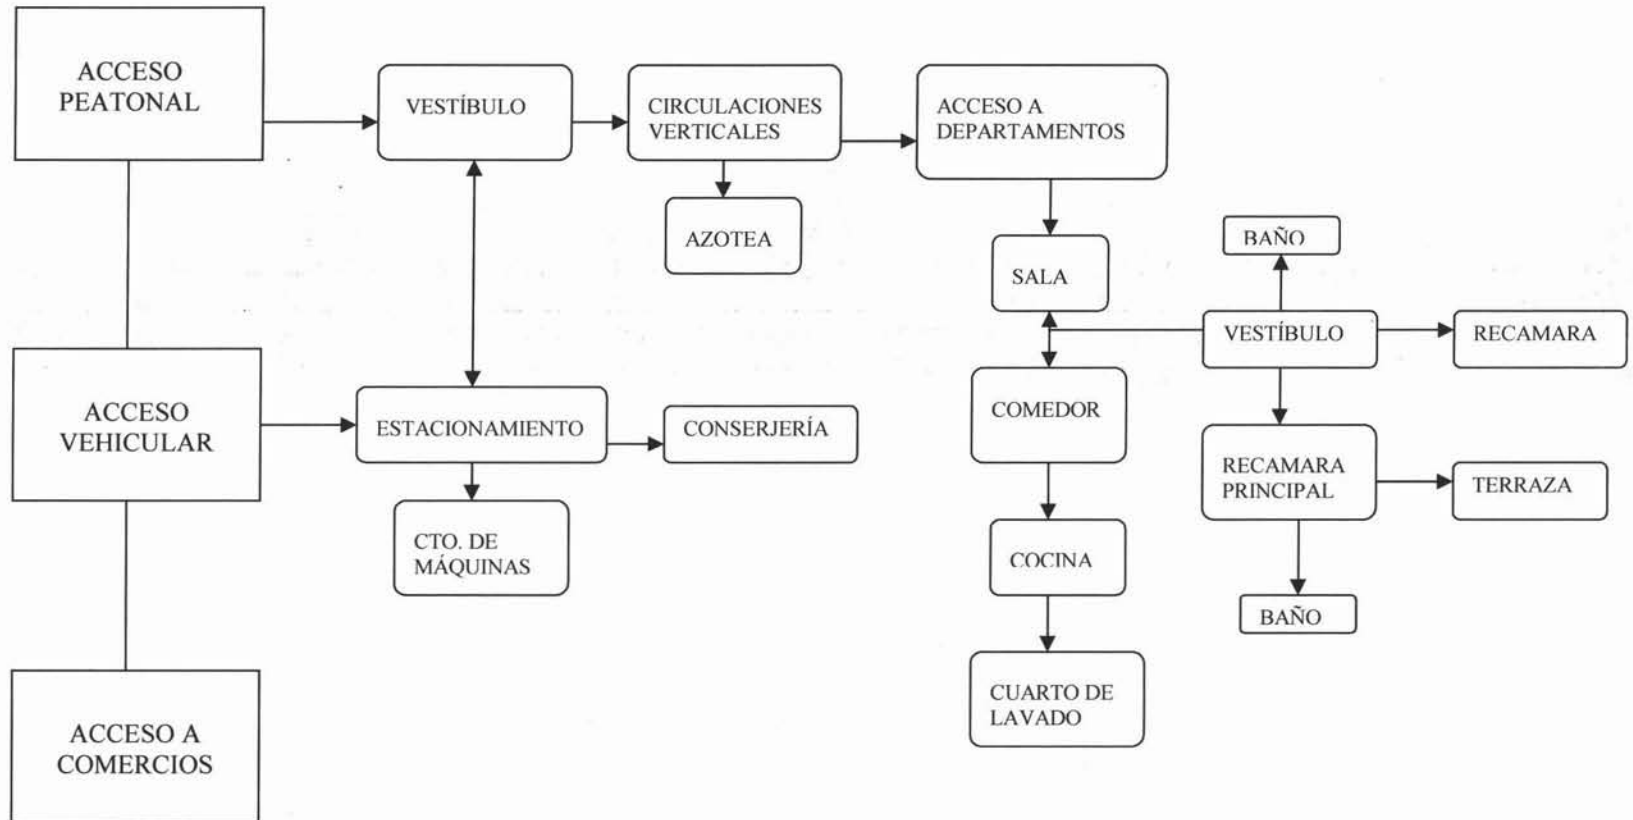 ACCESO
PEATONAL
VESTÍBULO
CIRCULACIONES
VERTICALES
ACCESO A
DEPARTAMENTOS
AZOTEA
SALA
BAÑO
VESTÍBULO
RECAMARA
ACCESO
VEHICULAR
ESTACIONAMIENTO
CONSERJERÍA
COMEDOR
RECAMARA
PRINCIPAL
TERRAZA
CTO. DE
MÁQUINAS
COCINA
BAÑO
CUARTO DE
LAVADO
ACCESO A
COMERCIOS